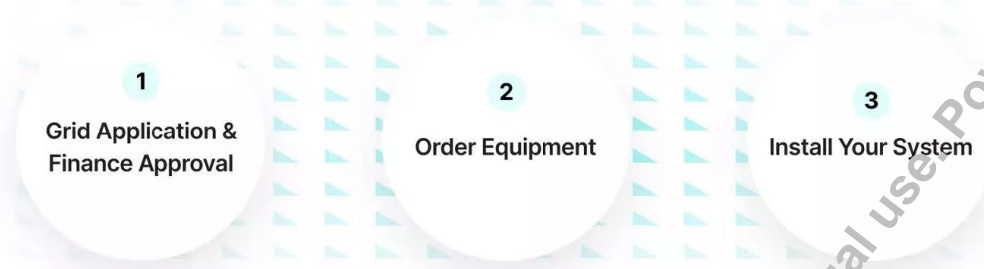 1
Grid Application &
Finance Approval
2
Order Equipment
3
Install Your System